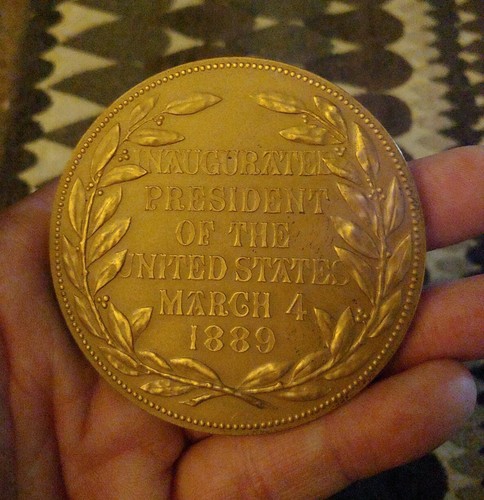 INAUGURATED
PRESIDENT
OF THE
UNITED STATES
MARCH 4
1889